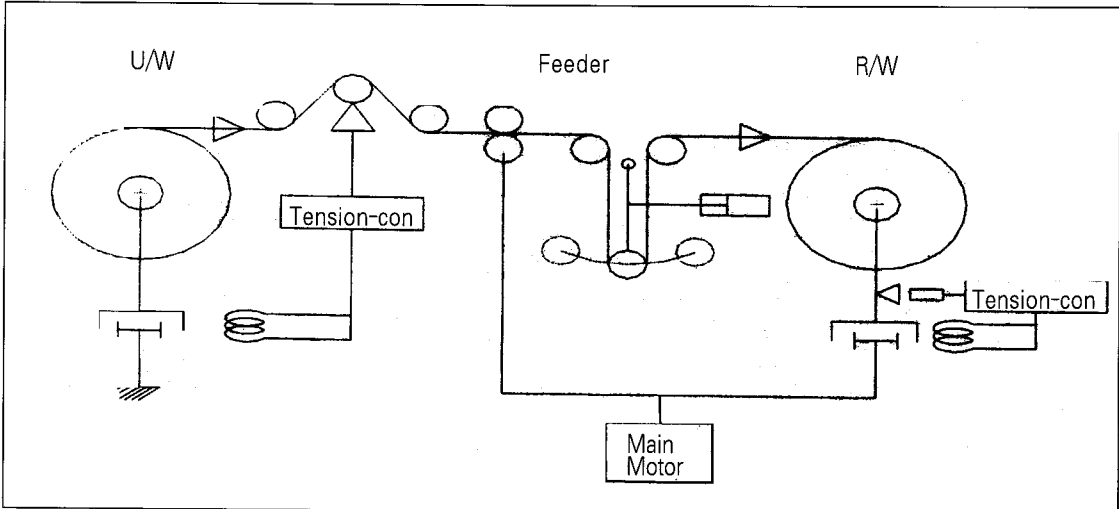 U/W
Feeder
R/W
Tension-con
Tension-con
Main
Motor